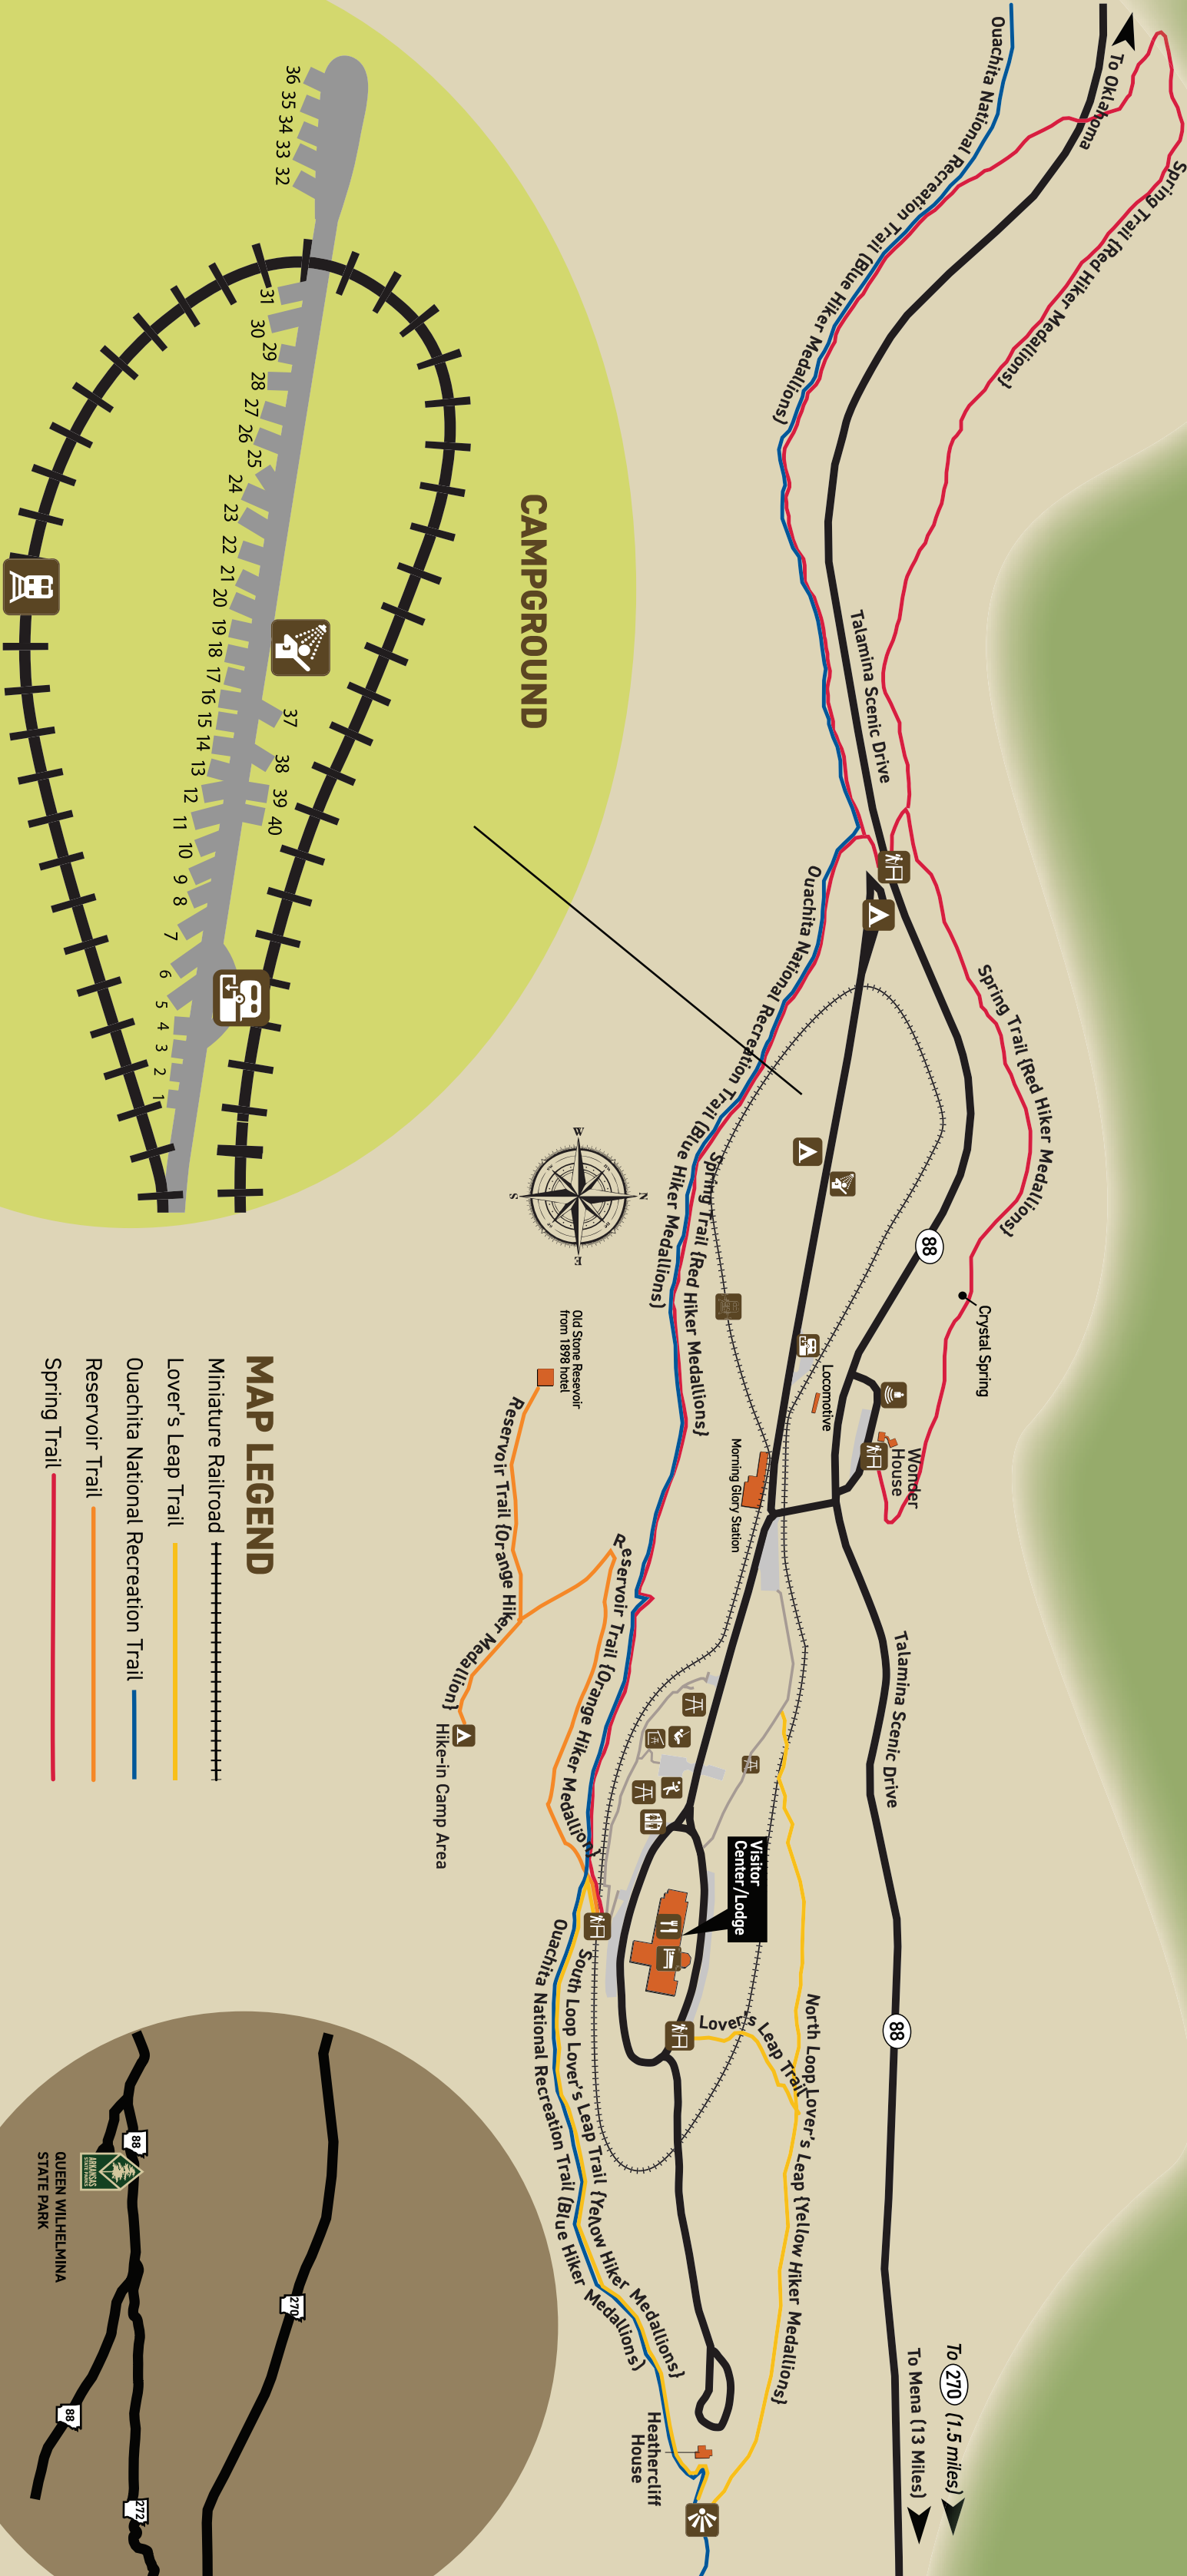 To Oklahoma
Ouachita National Recreation Trail (Blue Hiker Medallions)
Spring Trail {Red Hiker Medallions}
Talamina Scenic Drive
Ouachita National Recreation Trail (Blue Hiker Medallions)
Spring Trail {Red Hiker Medallions}
Spring Trail {Red Hiker Medallions}
88
Crystal Spring
Locomotive
Wonder
House
Morning Glory Station
Talamina Scenic Drive
88
To 270 (1.5 miles)
To Mena (13 Miles)
Visitor
Center/Lodge
Lover's Leap Trail
North Loop Lover's Leap {Yellow Hiker Medallions}
South Loop Lover's Leap Trail {Yellow Hiker Medallions}
Ouachita National Recreation Trail (Blue Hiker Medallions)
Heathercliff
House
Old Stone Resevoir
from 1898 hotel
Reservoir Trail {Orange Hiker Medallion}
Reservoir Trail {Orange Hiker Medallion}
Hike-in Camp Area
N
W
E
S
CAMPGROUND
36
35
34
33
32
31
30
29
28
27
26
25
24
23
22
21
20
19
18
17
16
15
14
13
12
11
10
9
8
7
6
5
4
3
2
1
37
38
39
40
MAP LEGEND
Miniature Railroad
Lover's Leap Trail
Ouachita National Recreation Trail
Reservoir Trail
Spring Trail
270
88
88
272
ARKANSAS
STATE PARKS
QUEEN WILHELMINA
STATE PARK